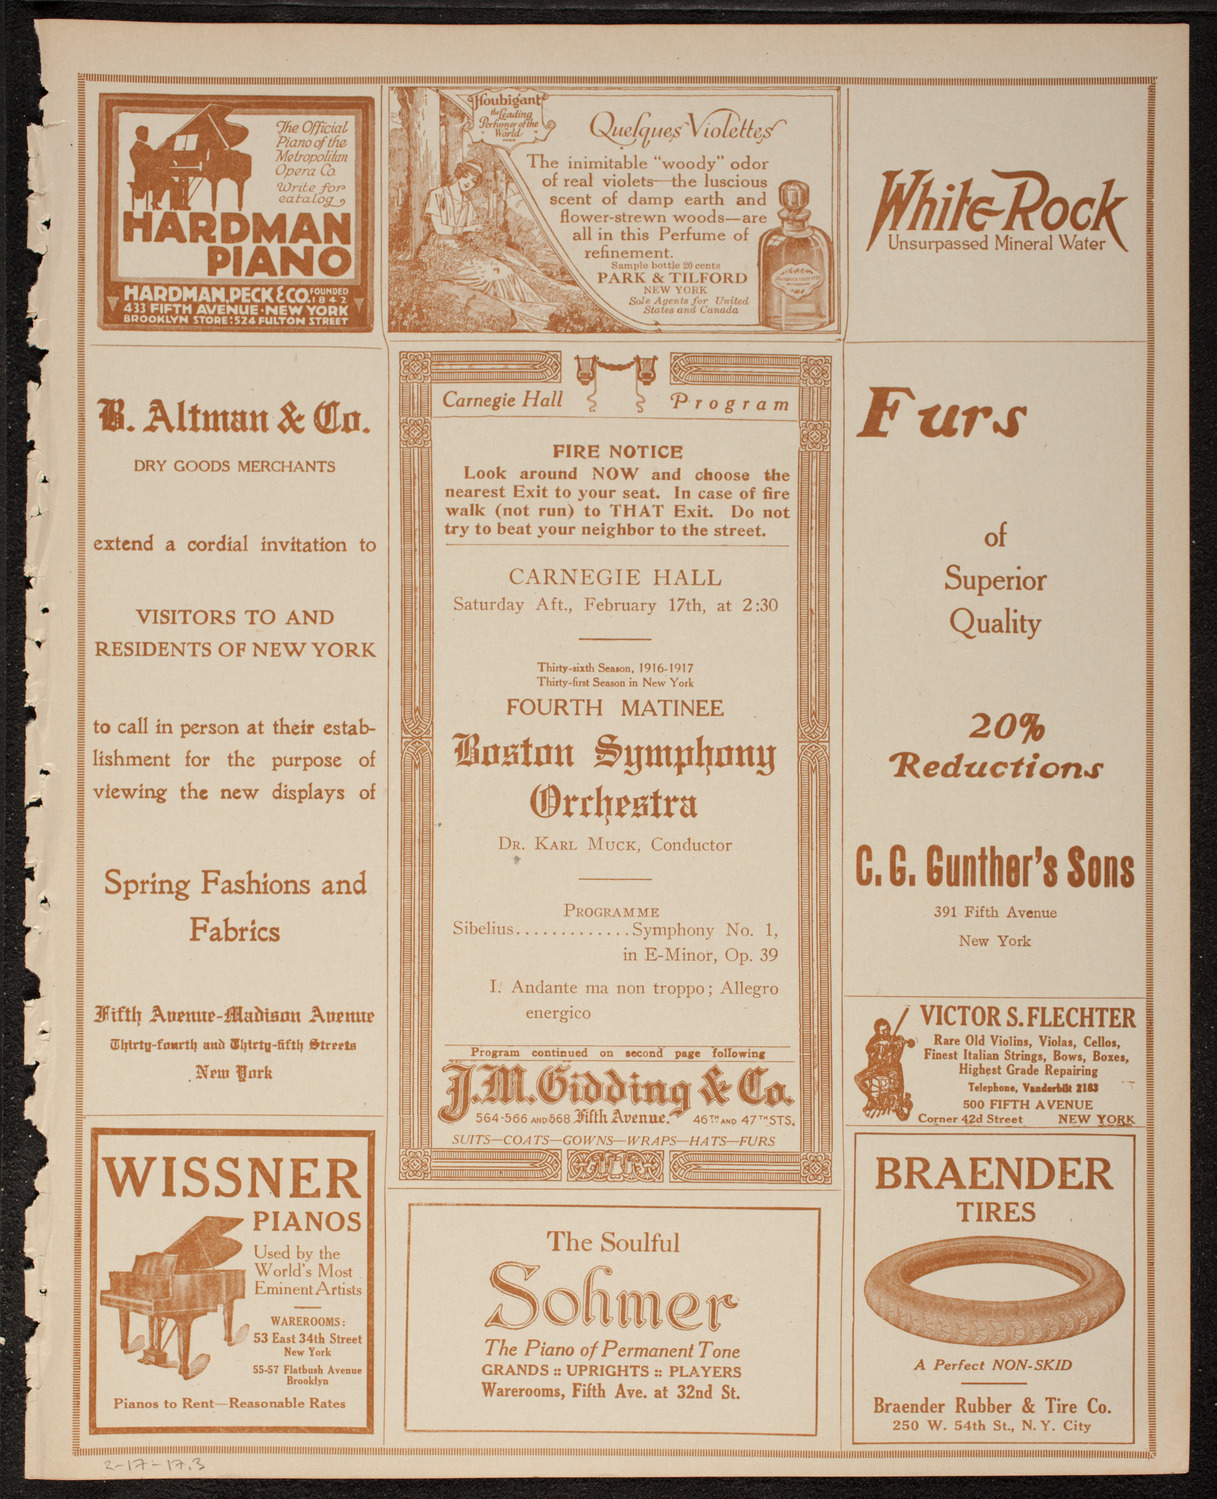 The Official
Piano of the
Metropolitan
Opera Co.
Write for
catalog
HARDMAN
PIANO
HARDMAN, PECK & CO. FOUNDED 1842
433 FIFTH AVENUE · NEW YORK
BROOKLYN STORE: 524 FULTON STREET
Houbigant
the Leading
Perfumer of the
World
Quelques Violettes
The inimitable "woody" odor
of real violets—the luscious
scent of damp earth and
flower-strewn woods—are
all in this Perfume of
refinement.
Sample bottle 20 cents
PARK & TILFORD
NEW YORK
Sole Agents for United
States and Canada
White-Rock
Unsurpassed Mineral Water
B. Altman & Co.
DRY GOODS MERCHANTS
extend a cordial invitation to
VISITORS TO AND
RESIDENTS OF NEW YORK
to call in person at their estab-
lishment for the purpose of
viewing the new displays of
Spring Fashions and
Fabrics
Fifth Avenue-Madison Avenue
Thirty-fourth and Thirty-fifth Streets
New York
WISSNER
PIANOS
Used by the
World's Most
Eminent Artists
WAREROOMS:
53 East 34th Street
New York
55-57 Flatbush Avenue
Brooklyn
Pianos to Rent—Reasonable Rates
Carnegie Hall Program
FIRE NOTICE
Look around NOW and choose the
nearest Exit to your seat. In case of fire
walk (not run) to THAT Exit. Do not
try to beat your neighbor to the street.
CARNEGIE HALL
Saturday Aft., February 17th, at 2:30
Thirty-sixth Season, 1916-1917
Thirty-first Season in New York
FOURTH MATINEE
Boston Symphony
Orchestra
DR. KARL MUCK, Conductor
PROGRAMME
Sibelius.............Symphony No. 1,
in E-Minor, Op. 39
I. Andante ma non troppo; Allegro
energico
Program continued on second page following
J. M. Gidding & Co.
564-566 AND 568 Fifth Avenue. 46TH AND 47TH STS.
SUITS—COATS—GOWNS—WRAPS—HATS—FURS
The Soulful
Sohmer
The Piano of Permanent Tone
GRANDS :: UPRIGHTS :: PLAYERS
Warerooms, Fifth Ave. at 32nd St.
Furs
of
Superior
Quality
20%
Reductions
C. G. Gunther's Sons
391 Fifth Avenue
New York
VICTOR S. FLECHTER
Rare Old Violins, Violas, Cellos,
Finest Italian Strings, Bows, Boxes,
Highest Grade Repairing
Telephone, Vanderbilt 2183
500 FIFTH AVENUE
Corner 42d Street NEW YORK
BRAENDER
TIRES
A Perfect NON-SKID
Braender Rubber & Tire Co.
250 W. 54th St., N. Y. City
2-17-17.3